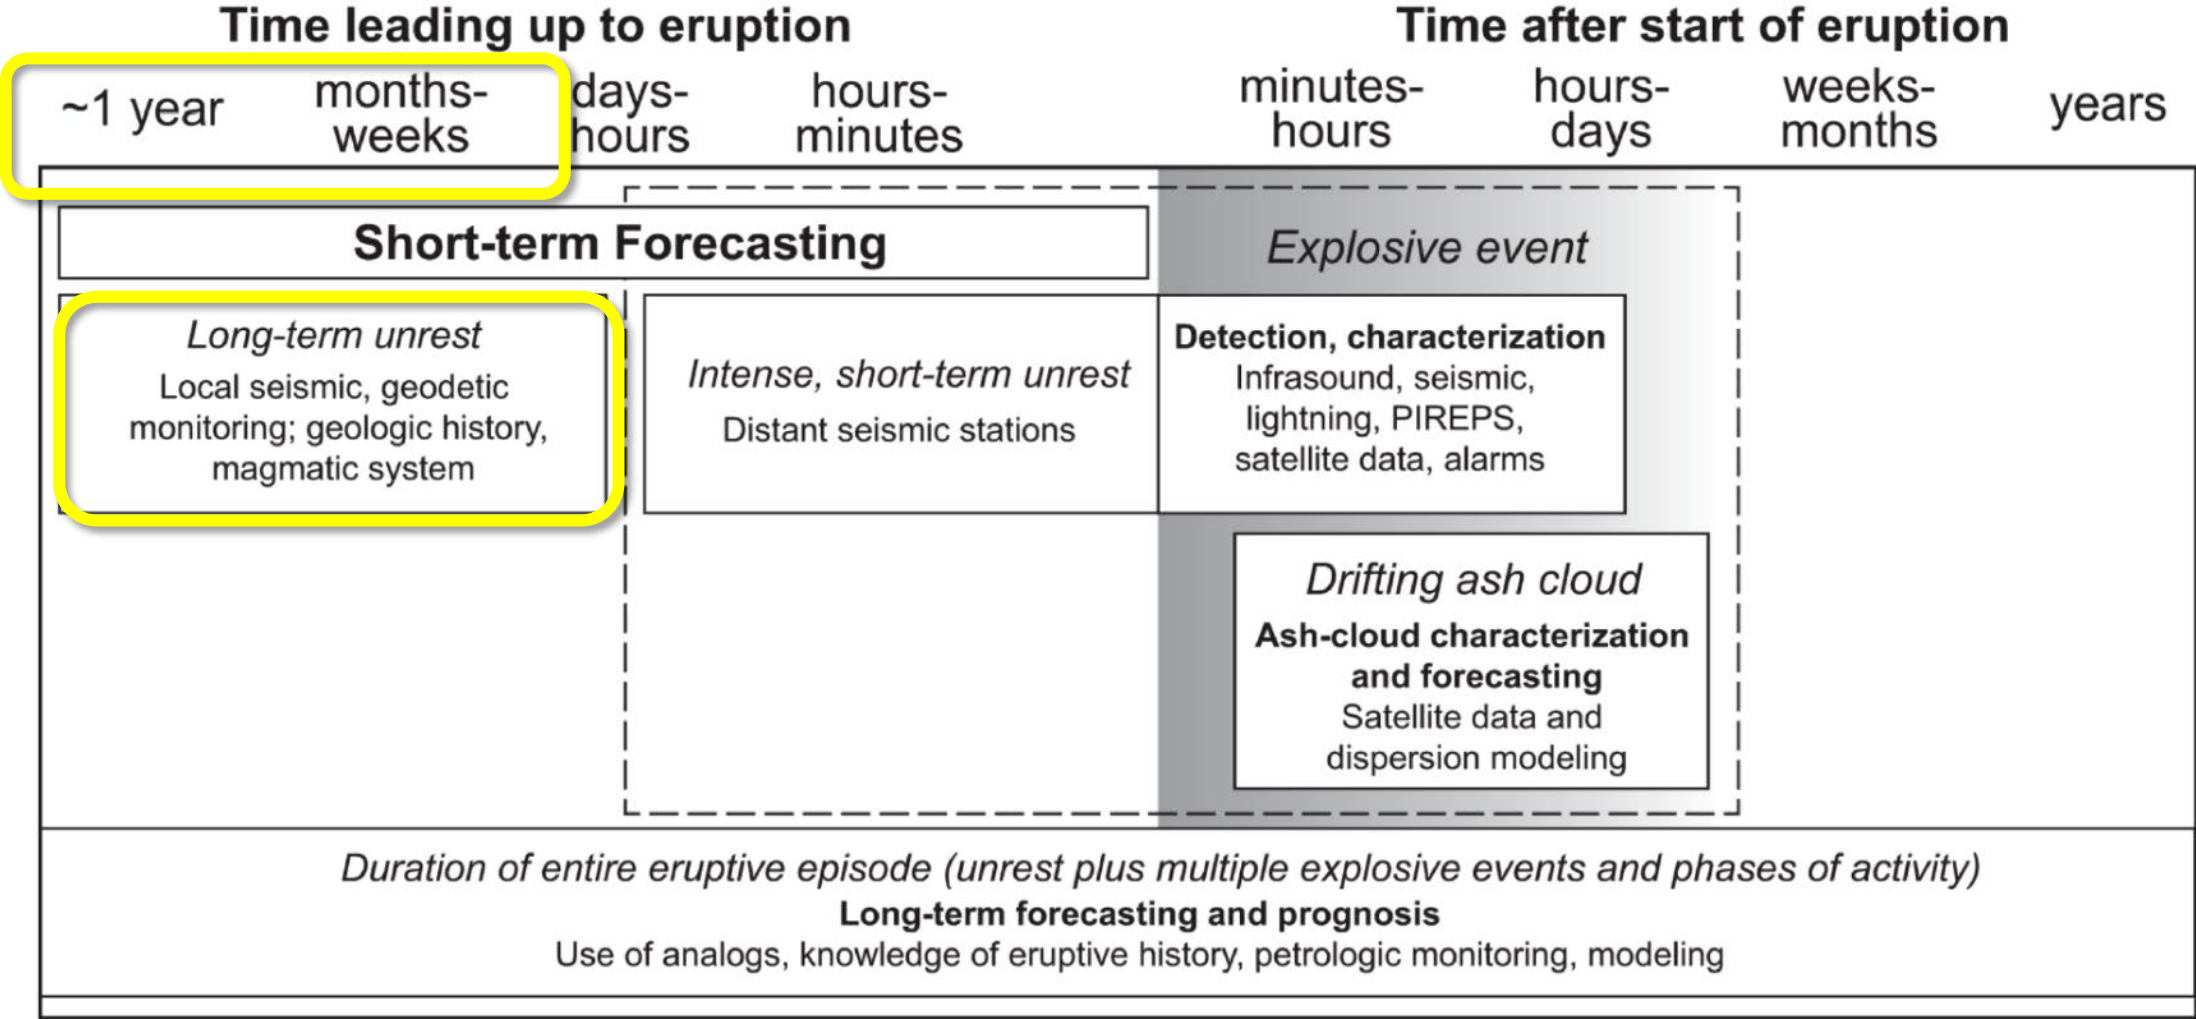 Time leading up to eruption
Time after start of eruption
~1 year
months-
weeks
days-
hours
hours-
minutes
minutes-
hours
hours-
days
weeks-
months
years
Short-term Forecasting
Explosive event
Long-term unrest
Local seismic, geodetic
monitoring; geologic history,
magmatic system
Intense, short-term unrest
Distant seismic stations
Detection, characterization
Infrasound, seismic,
lightning, PIREPS,
satellite data, alarms
Drifting ash cloud
Ash-cloud characterization
and forecasting
Satellite data and
dispersion modeling
Duration of entire eruptive episode (unrest plus multiple explosive events and phases of activity)
Long-term forecasting and prognosis
Use of analogs, knowledge of eruptive history, petrologic monitoring, modeling